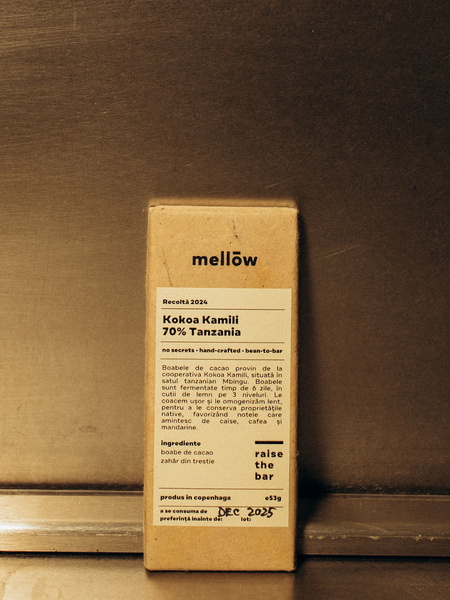 mellōw
Recoltă 2024
Kokoa Kamili
70% Tanzania
no secrets • hand-crafted • bean-to-bar
Boabele de cacao provin de la
cooperativa Kokoa Kamili, situată în
satul tanzanian Mbingu. Boabele
sunt fermentate timp de 6 zile, în
cutii de lemn pe 3 niveluri. Le
coacem ușor și le omogenizăm lent,
pentru a le conserva proprietățile
native, favorizând notele care
amintesc de caise, cafea și
mandarine.
ingrediente
boabe de cacao
zahăr din trestie
raise
the
bar
produs în copenhaga
e53g
a se consuma de
preferință înainte de:
DEC 2025
lot: